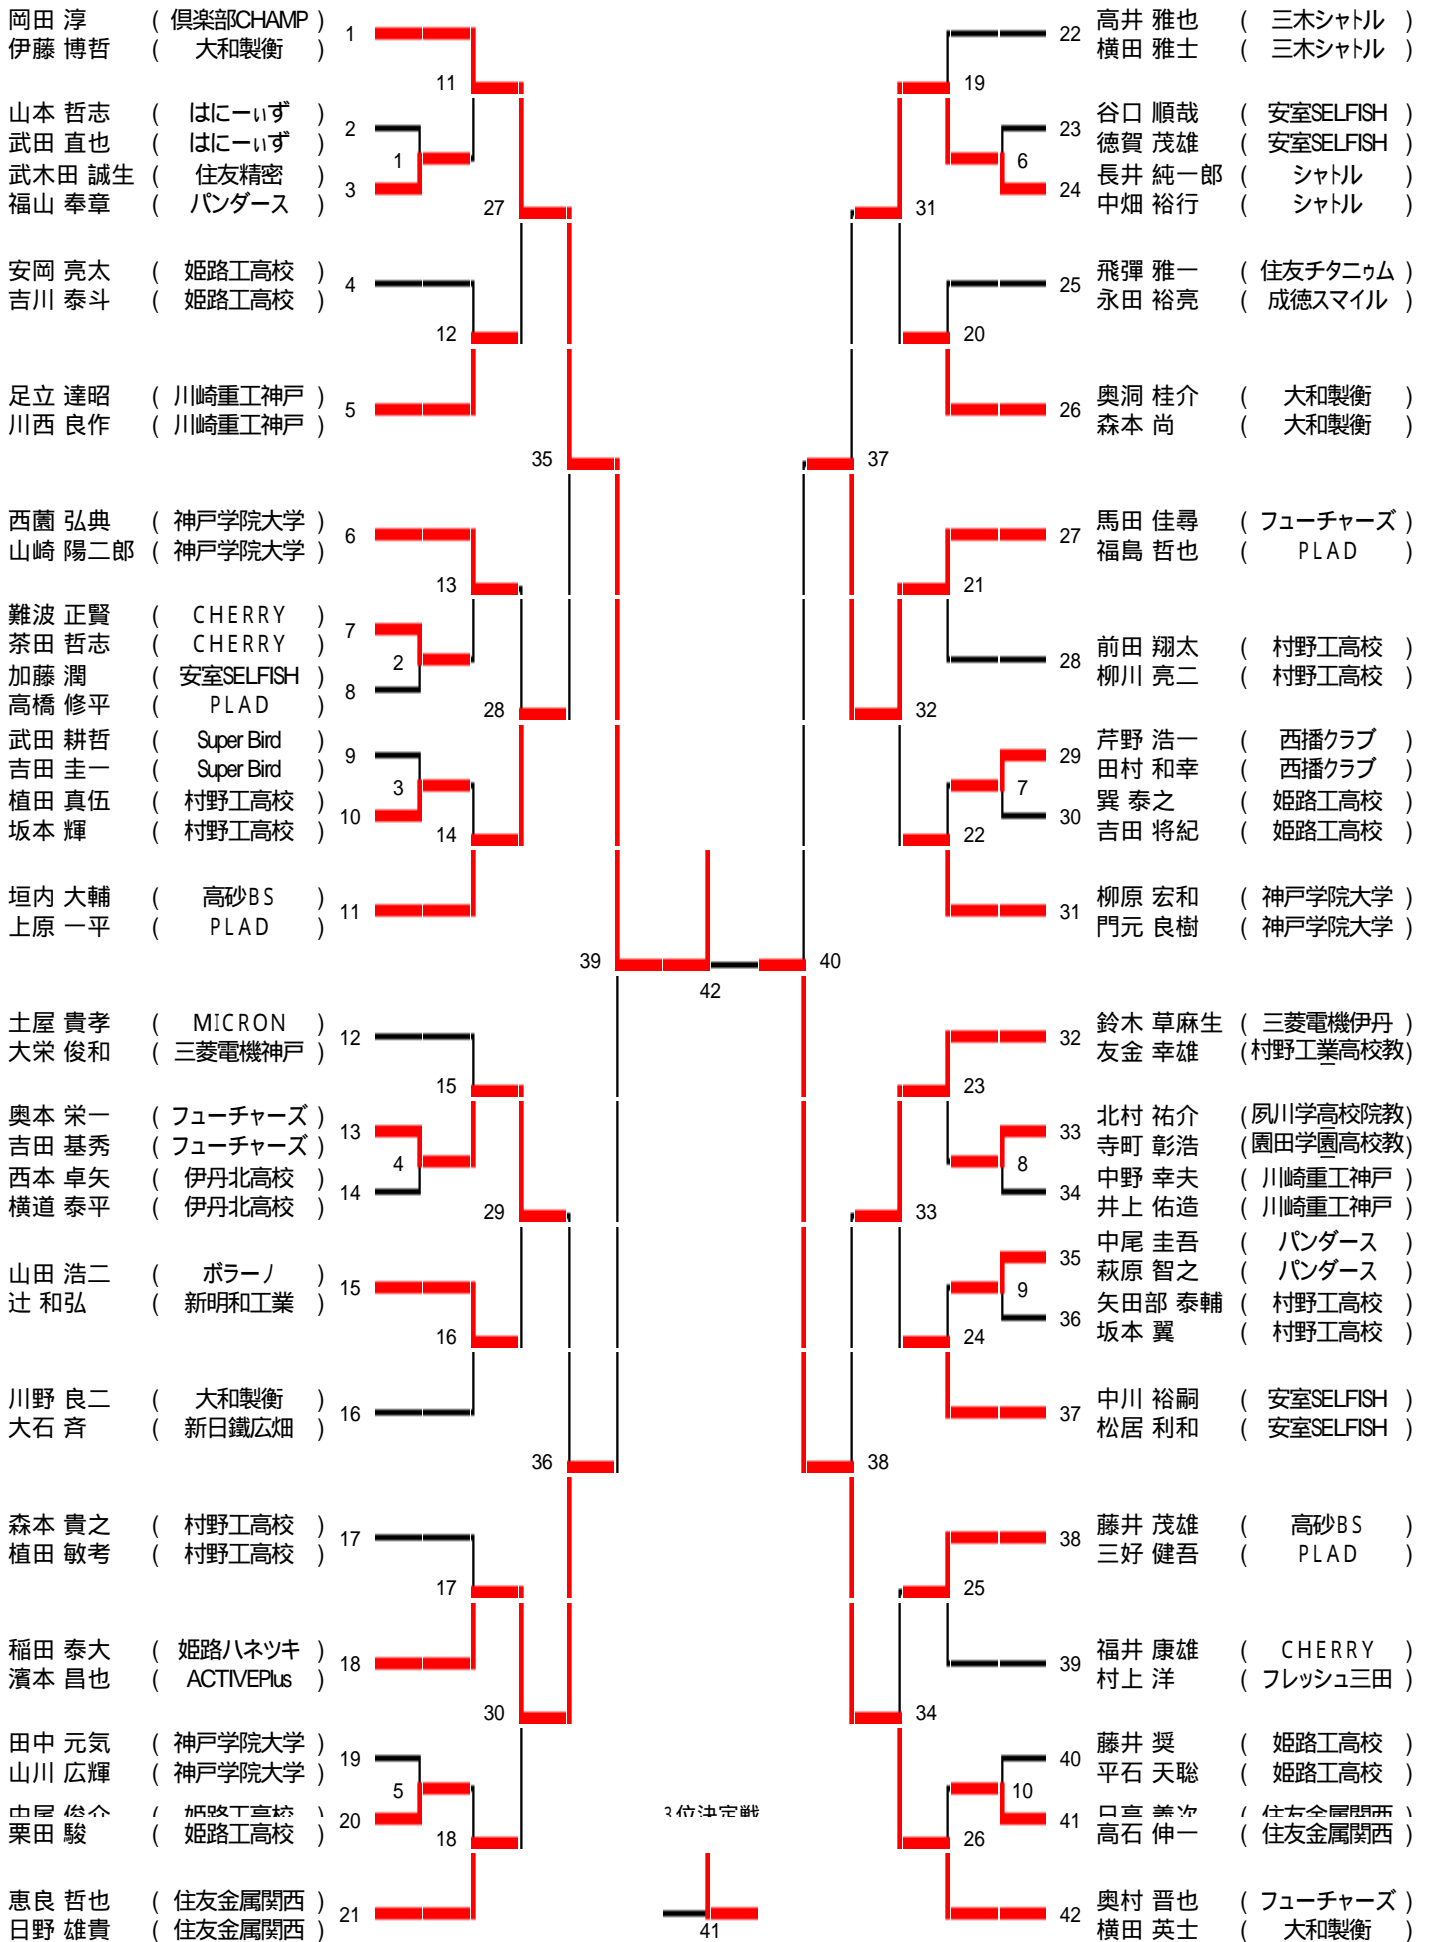 岡田 淳 ( 倶楽部CHAMP ) 1
伊藤 博哲 ( 大和製衡 )
11
山本 哲志 ( はにーぃず ) 2
武田 直也 ( はにーぃず )
1
武木田 誠生 ( 住友精密 ) 3
福山 奉章 ( パンダース )
27
安岡 亮太 ( 姫路工高校 ) 4
吉川 泰斗 ( 姫路工高校 )
12
足立 達昭 ( 川崎重工神戸 ) 5
川西 良作 ( 川崎重工神戸 )
35
西薗 弘典 ( 神戸学院大学 ) 6
山崎 陽二郎 ( 神戸学院大学 )
13
難波 正賢 ( CHERRY ) 7
茶田 哲志 ( CHERRY )
2
加藤 潤 ( 安室SELFISH ) 8
高橋 修平 ( PLAD )
28
武田 耕哲 ( Super Bird ) 9
吉田 圭一 ( Super Bird )
3
植田 真伍 ( 村野工高校 ) 10
坂本 輝 ( 村野工高校 )
14
垣内 大輔 ( 高砂BS ) 11
上原 一平 ( PLAD )
39
土屋 貴孝 ( MICRON ) 12
大栄 俊和 ( 三菱電機神戸 )
15
奥本 栄一 ( フューチャーズ ) 13
吉田 基秀 ( フューチャーズ )
4
西本 卓矢 ( 伊丹北高校 ) 14
横道 泰平 ( 伊丹北高校 )
29
山田 浩二 ( ボラーノ ) 15
辻 和弘 ( 新明和工業 )
16
川野 良二 ( 大和製衡 ) 16
大石 斉 ( 新日鐵広畑 )
36
森本 貴之 ( 村野工高校 ) 17
植田 敏考 ( 村野工高校 )
17
稲田 泰大 ( 姫路ハネツキ ) 18
濱本 昌也 ( ACTIVEPlus )
30
田中 元気 ( 神戸学院大学 ) 19
山川 広輝 ( 神戸学院大学 )
5
中尾 俊介 ( 姫路工高校 ) 20
栗田 駿 ( 姫路工高校 )
18
恵良 哲也 ( 住友金属関西 ) 21
日野 雄貴 ( 住友金属関西 )
42
3位決定戦
41
22 高井 雅也 ( 三木シャトル )
横田 雅士 ( 三木シャトル )
19
23 谷口 順哉 ( 安室SELFISH )
徳賀 茂雄 ( 安室SELFISH )
6
24 長井 純一郎 ( シャトル )
中畑 裕行 ( シャトル )
31
25 飛彈 雅一 ( 住友チタニゥム )
永田 裕亮 ( 成徳スマイル )
20
26 奥洞 桂介 ( 大和製衡 )
森本 尚 ( 大和製衡 )
37
27 馬田 佳尋 ( フューチャーズ )
福島 哲也 ( PLAD )
21
28 前田 翔太 ( 村野工高校 )
柳川 亮二 ( 村野工高校 )
32
29 芹野 浩一 ( 西播クラブ )
田村 和幸 ( 西播クラブ )
7
30 巽 泰之 ( 姫路工高校 )
吉田 将紀 ( 姫路工高校 )
22
31 柳原 宏和 ( 神戸学院大学 )
門元 良樹 ( 神戸学院大学 )
40
32 鈴木 草麻生 ( 三菱電機伊丹 )
友金 幸雄 (村野工業高校教)
23
33 北村 祐介 (夙川学高校院教)
寺町 彰浩 (園田学園高校教)
8
34 中野 幸夫 ( 川崎重工神戸 )
井上 佑造 ( 川崎重工神戸 )
33
35 中尾 圭吾 ( パンダース )
萩原 智之 ( パンダース )
9
36 矢田部 泰輔 ( 村野工高校 )
坂本 翼 ( 村野工高校 )
24
37 中川 裕嗣 ( 安室SELFISH )
松居 利和 ( 安室SELFISH )
38
38 藤井 茂雄 ( 高砂BS )
三好 健吾 ( PLAD )
25
39 福井 康雄 ( CHERRY )
村上 洋 ( フレッシュ三田 )
34
40 藤井 奨 ( 姫路工高校 )
平石 天聡 ( 姫路工高校 )
10
41 日高 義次 ( 住友金属関西 )
高石 伸一 ( 住友金属関西 )
26
42 奥村 晋也 ( フューチャーズ )
横田 英士 ( 大和製衡 )